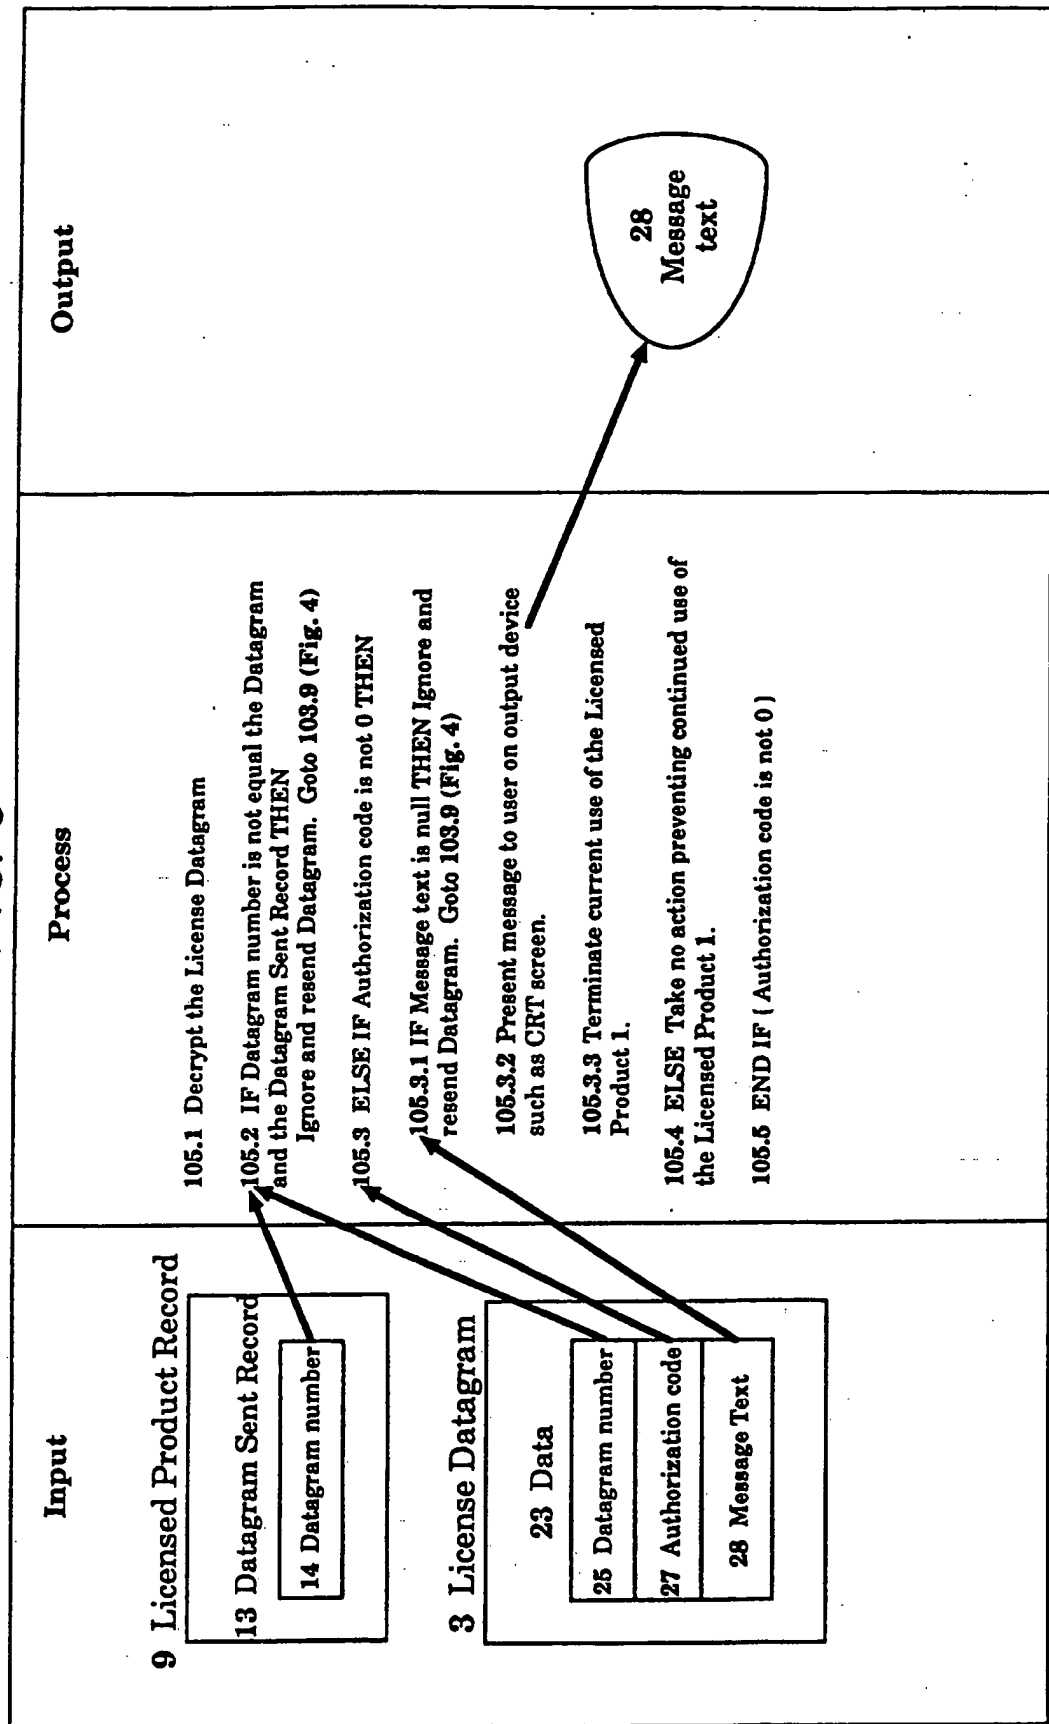 Input
Process
Output
9 Licensed Product Record
13 Datagram Sent Record
14 Datagram number
3 License Datagram
23 Data
25 Datagram number
27 Authorization code
28 Message Text
105.1 Decrypt the License Datagram
105.2 IF Datagram number is not equal the Datagram
and the Datagram Sent Record THEN
Ignore and resend Datagram. Goto 103.9 (Fig. 4)
105.3 ELSE IF Authorization code is not 0 THEN
105.3.1 IF Message text is null THEN Ignore and
resend Datagram. Goto 103.9 (Fig. 4)
105.3.2 Present message to user on output device
such as CRT screen.
105.3.3 Terminate current use of the Licensed
Product 1.
105.4 ELSE Take no action preventing continued use of
the Licensed Product 1.
105.5 END IF ( Authorization code is not 0 )
28
Message
text